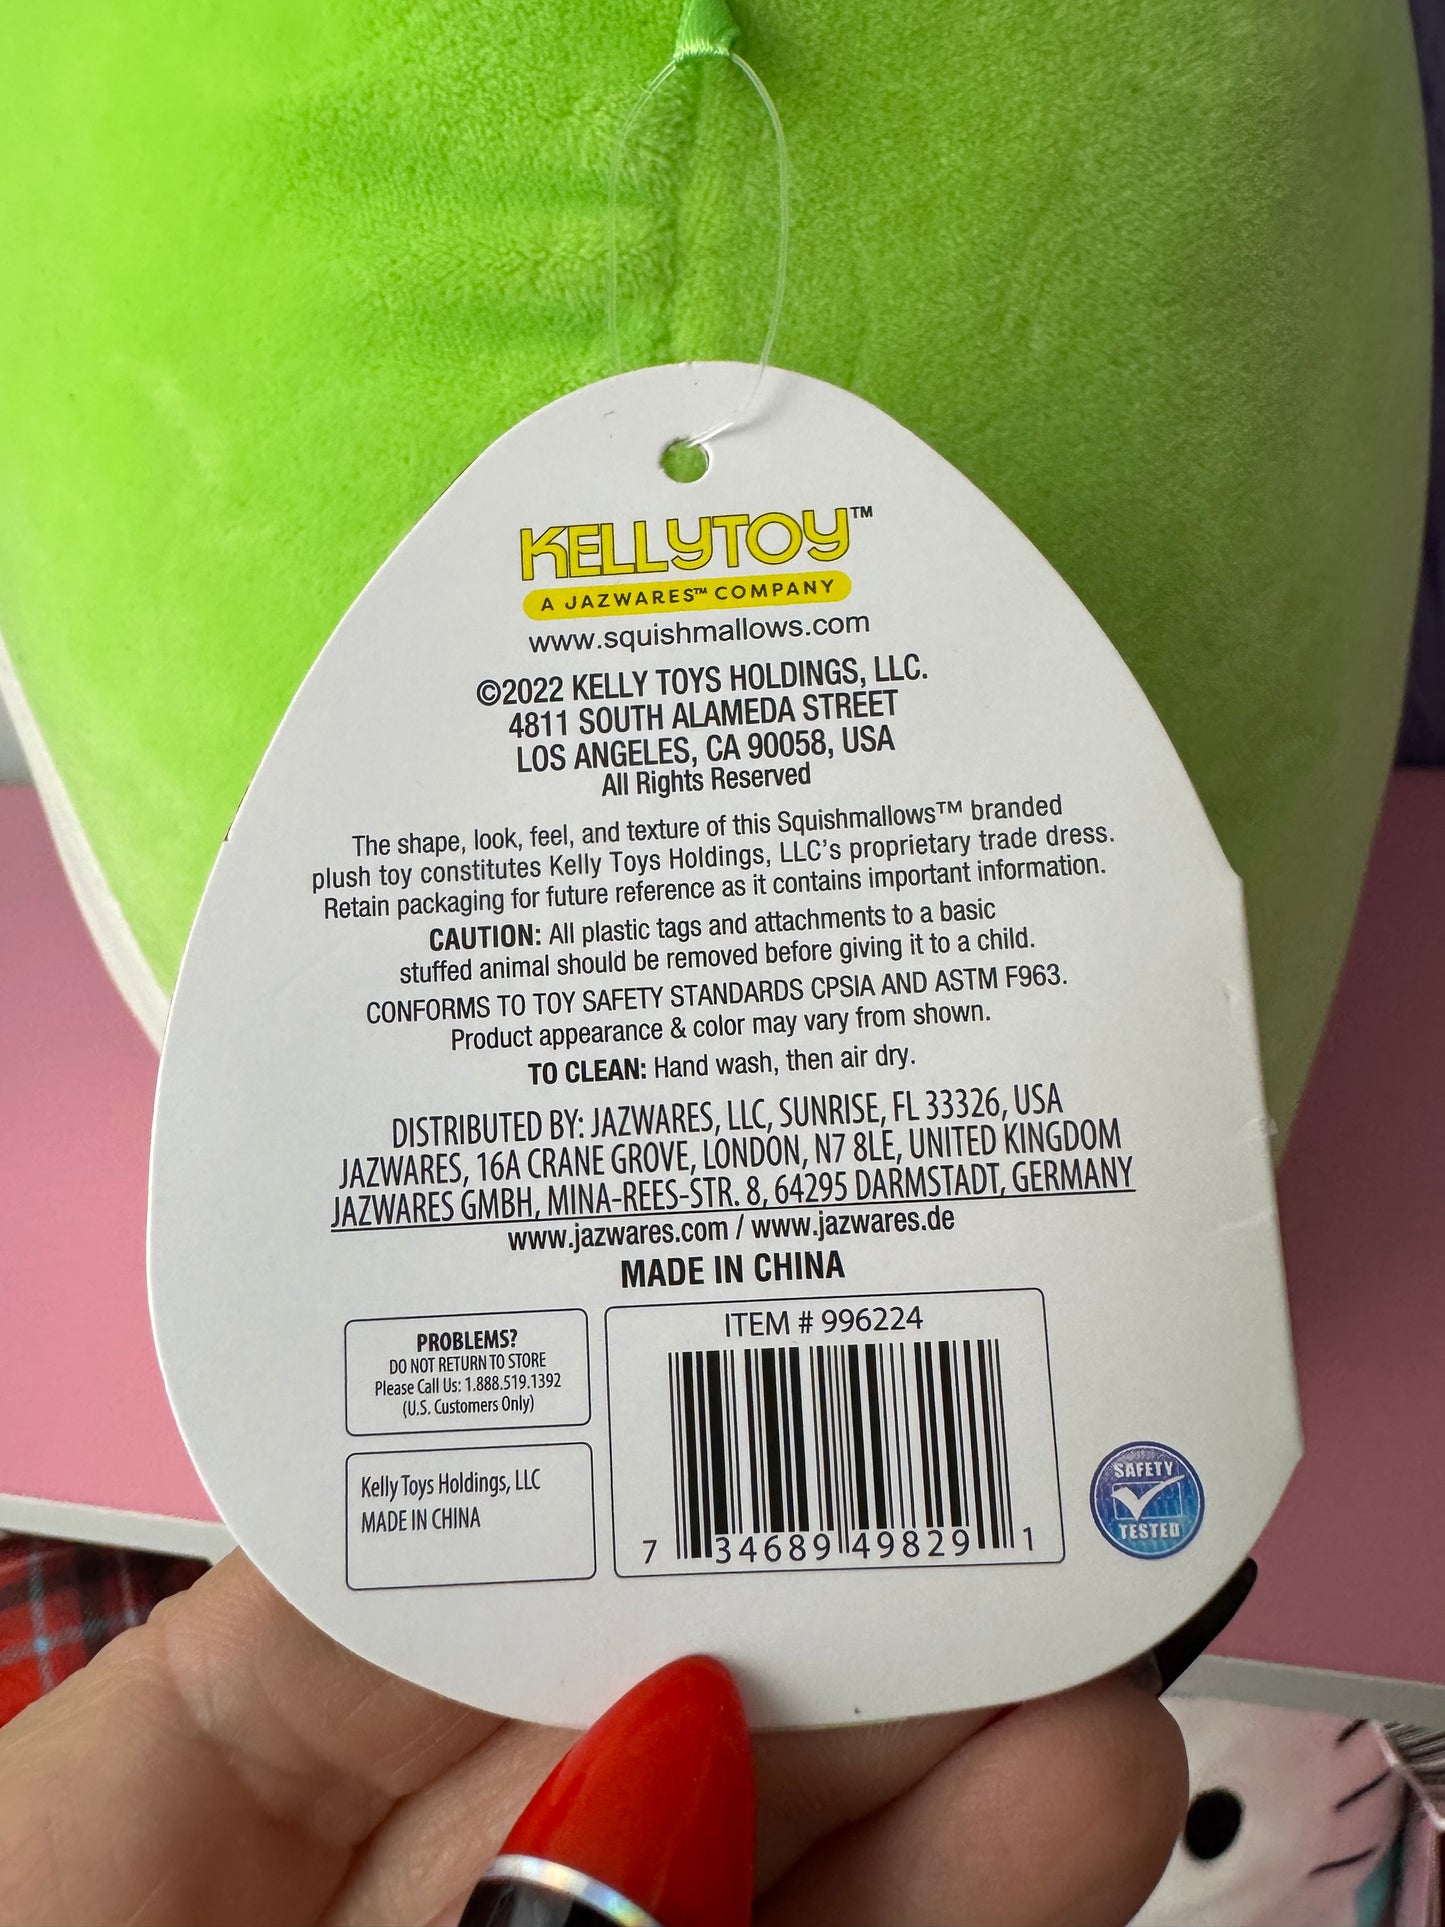 KELLYTOY™
A JAZWARES™ COMPANY
www.squishmallows.com
©2022 KELLY TOYS HOLDINGS, LLC.
4811 SOUTH ALAMEDA STREET
LOS ANGELES, CA 90058, USA
All Rights Reserved
The shape, look, feel, and texture of this Squishmallows™ branded
plush toy constitutes Kelly Toys Holdings, LLC's proprietary trade dress.
Retain packaging for future reference as it contains important information.
CAUTION: All plastic tags and attachments to a basic
stuffed animal should be removed before giving it to a child.
CONFORMS TO TOY SAFETY STANDARDS CPSIA AND ASTM F963.
Product appearance & color may vary from shown.
TO CLEAN: Hand wash, then air dry.
DISTRIBUTED BY: JAZWARES, LLC, SUNRISE, FL 33326, USA
JAZWARES, 16A CRANE GROVE, LONDON, N7 8LE, UNITED KINGDOM
JAZWARES GMBH, MINA-REES-STR. 8, 64295 DARMSTADT, GERMANY
www.jazwares.com / www.jazwares.de
MADE IN CHINA
PROBLEMS?
DO NOT RETURN TO STORE
Please Call Us: 1.888.519.1392
(U.S. Customers Only)
Kelly Toys Holdings, LLC
MADE IN CHINA
ITEM # 996224
7 34689 49829 1
SAFETY
TESTED